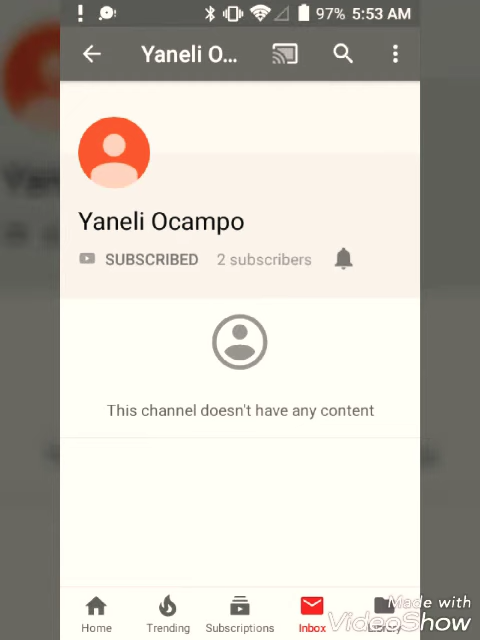 97% 5:53 AM
Yaneli O...
Yaneli Ocampo
SUBSCRIBED 2 subscribers
This channel doesn't have any content
Home Trending Subscriptions Inbox Library
Made with
VideoShow